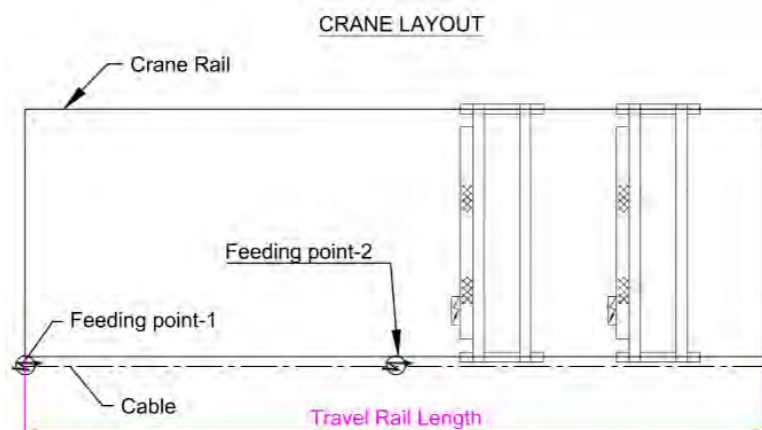 CRANE LAYOUT
Crane Rail
Feeding point-2
Feeding point-1
Cable
Travel Rail Length